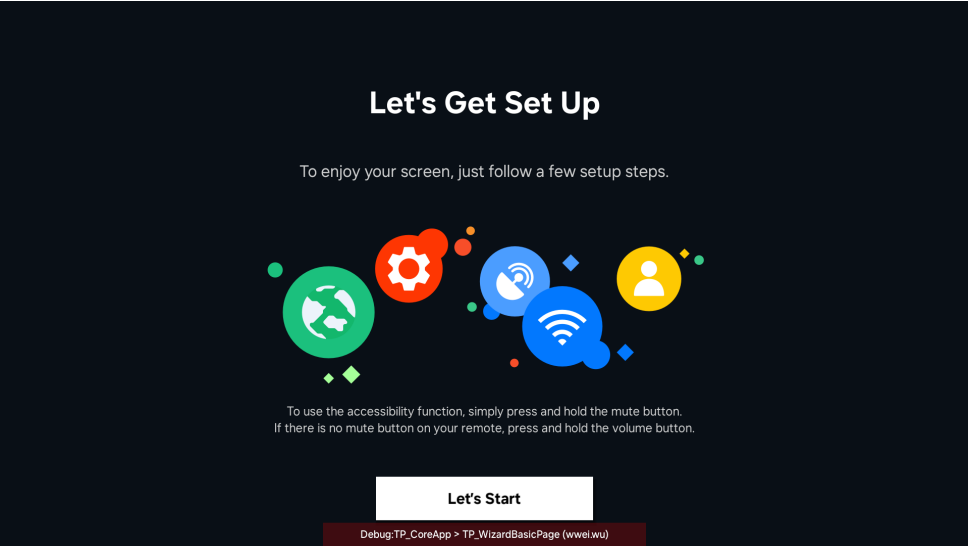 Let's Get Set Up
To enjoy your screen, just follow a few setup steps.
To use the accessibility function, simply press and hold the mute button.
If there is no mute button on your remote, press and hold the volume button.
Let's Start
Debug:TP_CoreApp > TP_WizardBasicPage (wwei.wu)